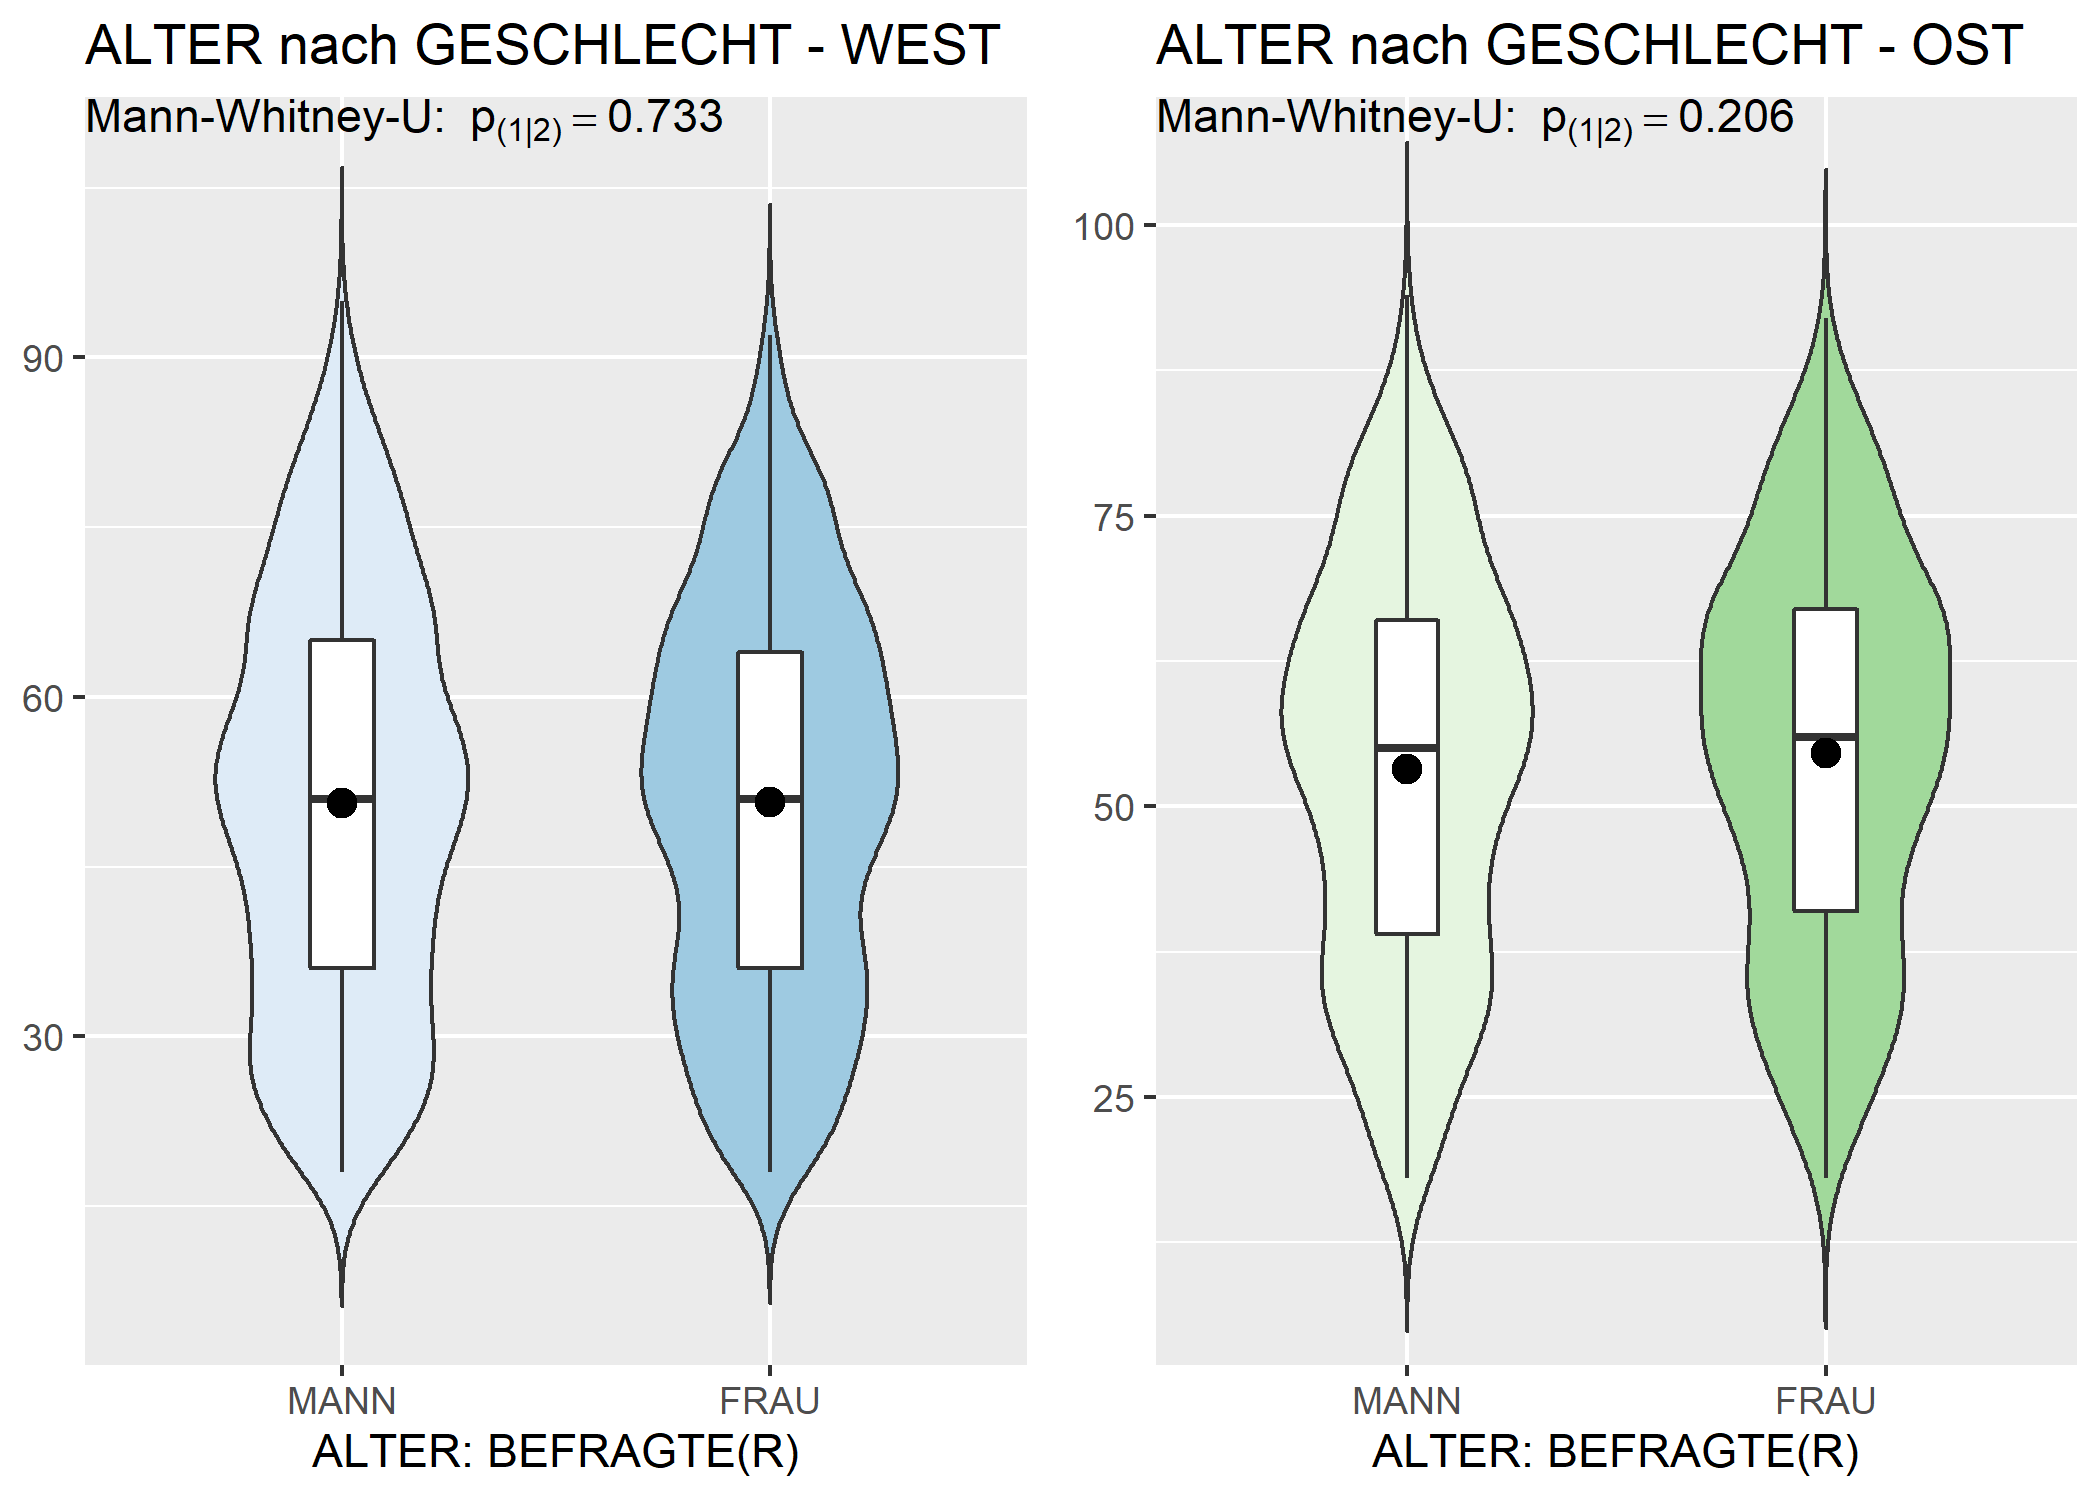 ALTER nach GESCHLECHT - WEST
Mann-Whitney-U: p(1|2) = 0.733
90
60
30
MANN FRAU
ALTER: BEFRAGTE(R)
ALTER nach GESCHLECHT - OST
Mann-Whitney-U: p(1|2) = 0.206
100
75
50
25
MANN FRAU
ALTER: BEFRAGTE(R)